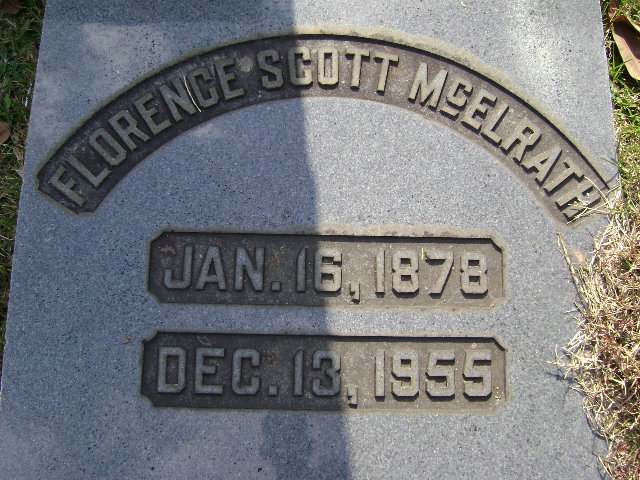 FLORENCE SCOTT McELRATH
JAN. 16, 1878
DEC. 13, 1955